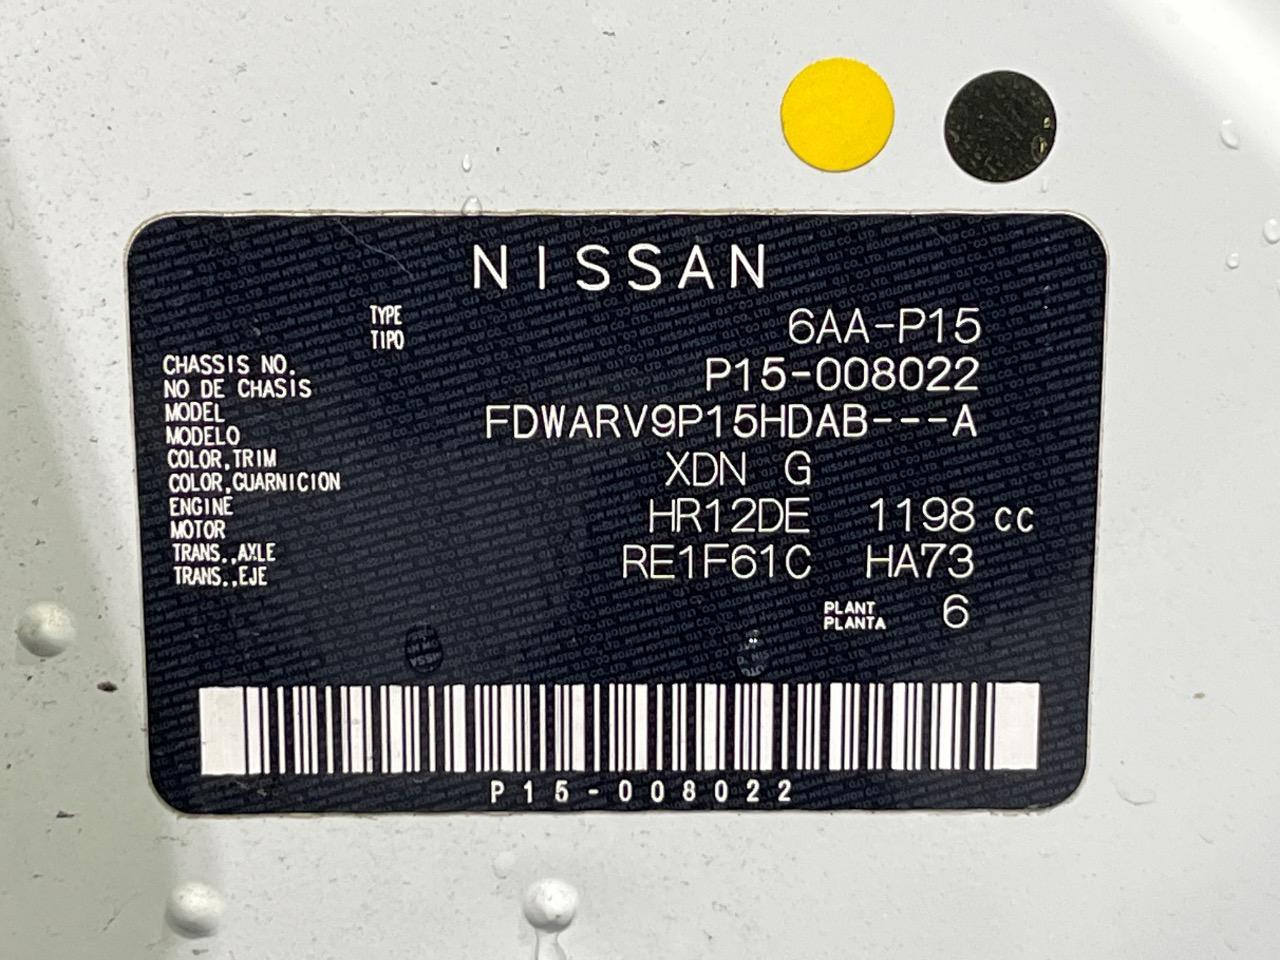 NISSAN
TYPE
TIPO
6AA-P15
CHASSIS NO.
NO DE CHASIS
P15-008022
MODEL
MODELO
FDWARV9P15HDAB---A
COLOR,TRIM
COLOR,GUARNICION
XDN G
ENGINE
MOTOR
HR12DE 1198 cc
TRANS.,AXLE
TRANS.,EJE
RE1F61C HA73
PLANT
PLANTA
6
P15-008022